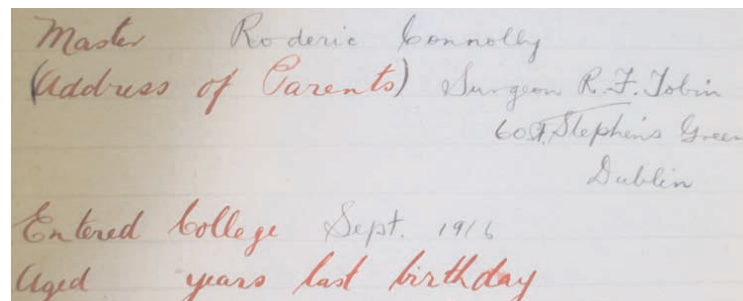 Master Roderic Connolly
(Address of Parents) Surgeon R. F. Tobin
60 St. Stephen's Green
Dublin
Entered College Sept. 1916
Aged years last birthday